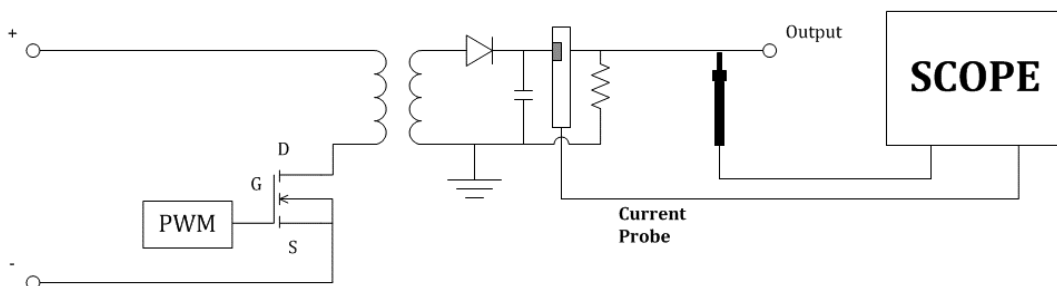 +
Output
SCOPE
D
G
PWM
S
Current
Probe
-